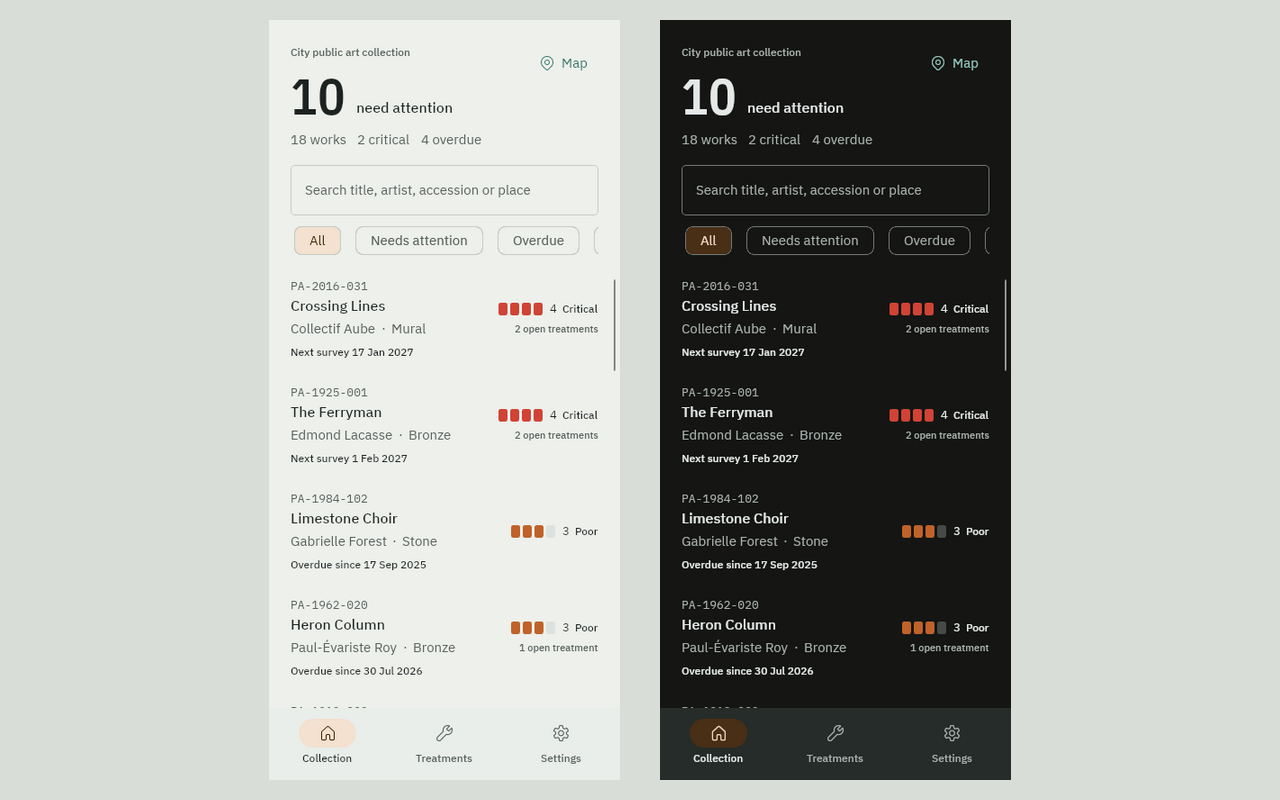 City public art collection
Map
10 need attention
18 works 2 critical 4 overdue
Search title, artist, accession or place
All Needs attention Overdue
PA-2016-031
Crossing Lines
4 Critical
Collectif Aube · Mural
2 open treatments
Next survey 17 Jan 2027
PA-1925-001
The Ferryman
4 Critical
Edmond Lacasse · Bronze
2 open treatments
Next survey 1 Feb 2027
PA-1984-102
Limestone Choir
3 Poor
Gabrielle Forest · Stone
Overdue since 17 Sep 2025
PA-1962-020
Heron Column
3 Poor
Paul-Évariste Roy · Bronze
1 open treatment
Overdue since 30 Jul 2026
Collection Treatments Settings
City public art collection
Map
10 need attention
18 works 2 critical 4 overdue
Search title, artist, accession or place
All Needs attention Overdue
PA-2016-031
Crossing Lines
4 Critical
Collectif Aube · Mural
2 open treatments
Next survey 17 Jan 2027
PA-1925-001
The Ferryman
4 Critical
Edmond Lacasse · Bronze
2 open treatments
Next survey 1 Feb 2027
PA-1984-102
Limestone Choir
3 Poor
Gabrielle Forest · Stone
Overdue since 17 Sep 2025
PA-1962-020
Heron Column
3 Poor
Paul-Évariste Roy · Bronze
1 open treatment
Overdue since 30 Jul 2026
Collection Treatments Settings